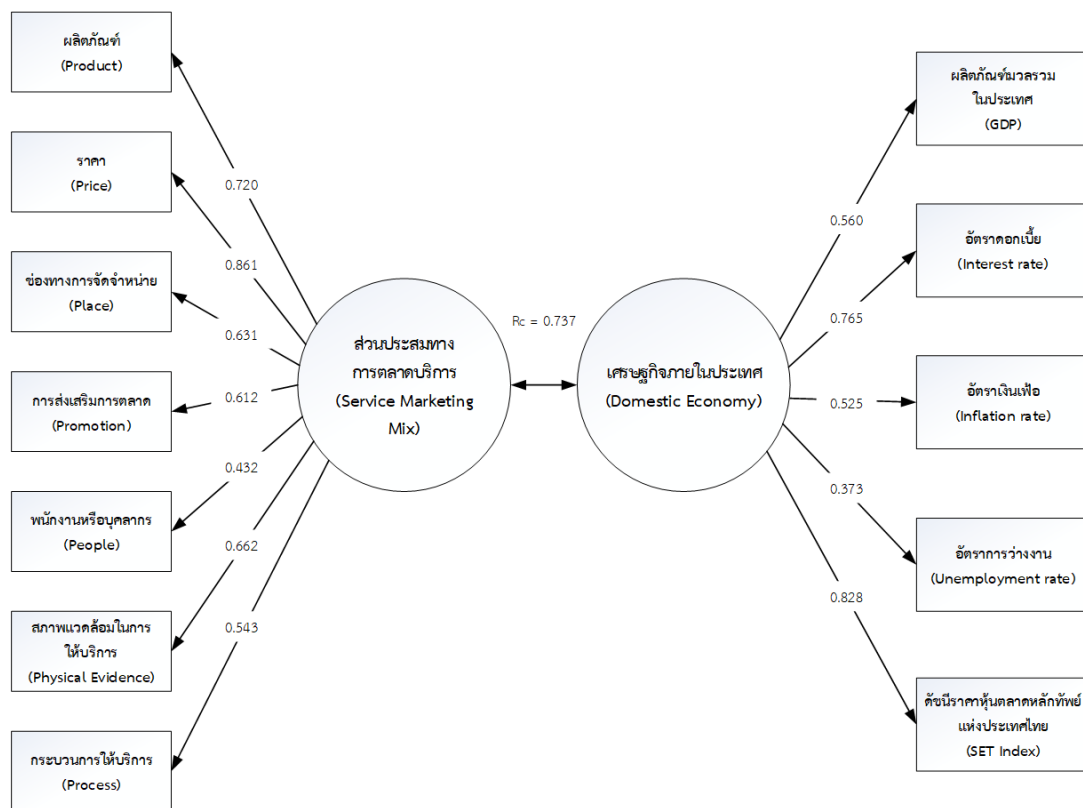 ผลิตภัณฑ์
(Product)
ราคา
(Price)
ช่องทางการจัดจำหน่าย
(Place)
การส่งเสริมการตลาด
(Promotion)
พนักงานหรือบุคลากร
(People)
สภาพแวดล้อมในการ
ให้บริการ
(Physical Evidence)
กระบวนการให้บริการ
(Process)
0.720
0.861
0.631
0.612
0.432
0.662
0.543
ส่วนประสมทาง
การตลาดบริการ
(Service Marketing
Mix)
Rc = 0.737
เศรษฐกิจภายในประเทศ
(Domestic Economy)
0.560
0.765
0.525
0.373
0.828
ผลิตภัณฑ์มวลรวม
ในประเทศ
(GDP)
อัตราดอกเบี้ย
(Interest rate)
อัตราเงินเฟ้อ
(Inflation rate)
อัตราการว่างงาน
(Unemployment rate)
ดัชนีราคาหุ้นตลาดหลักทรัพย์
แห่งประเทศไทย
(SET Index)